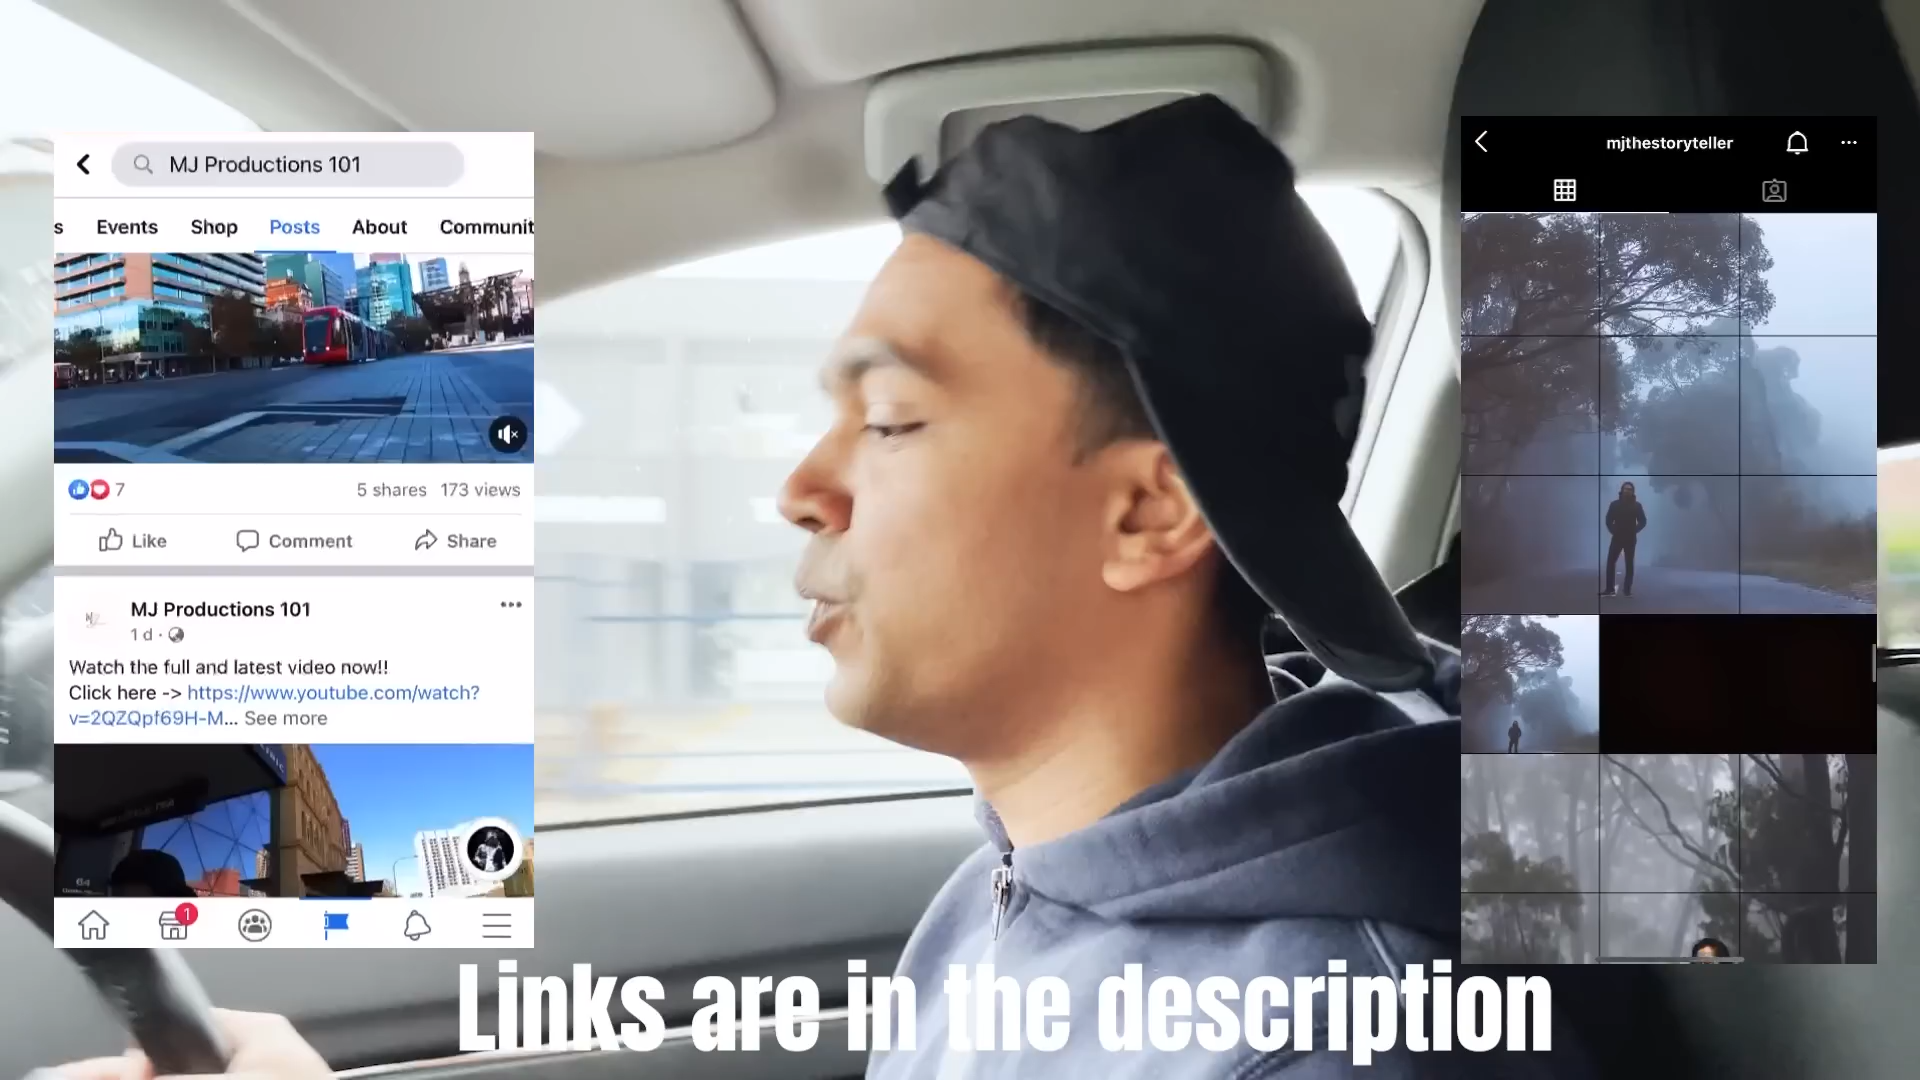 MJ Productions 101
s Events Shop Posts About Communit
7 5 shares 173 views
Like Comment Share
MJ Productions 101
1 d ·
Watch the full and latest video now!!
Click here -> https://www.youtube.com/watch?
v=2QZQpf69H-M... See more
64
1
mjthestoryteller
Links are in the description